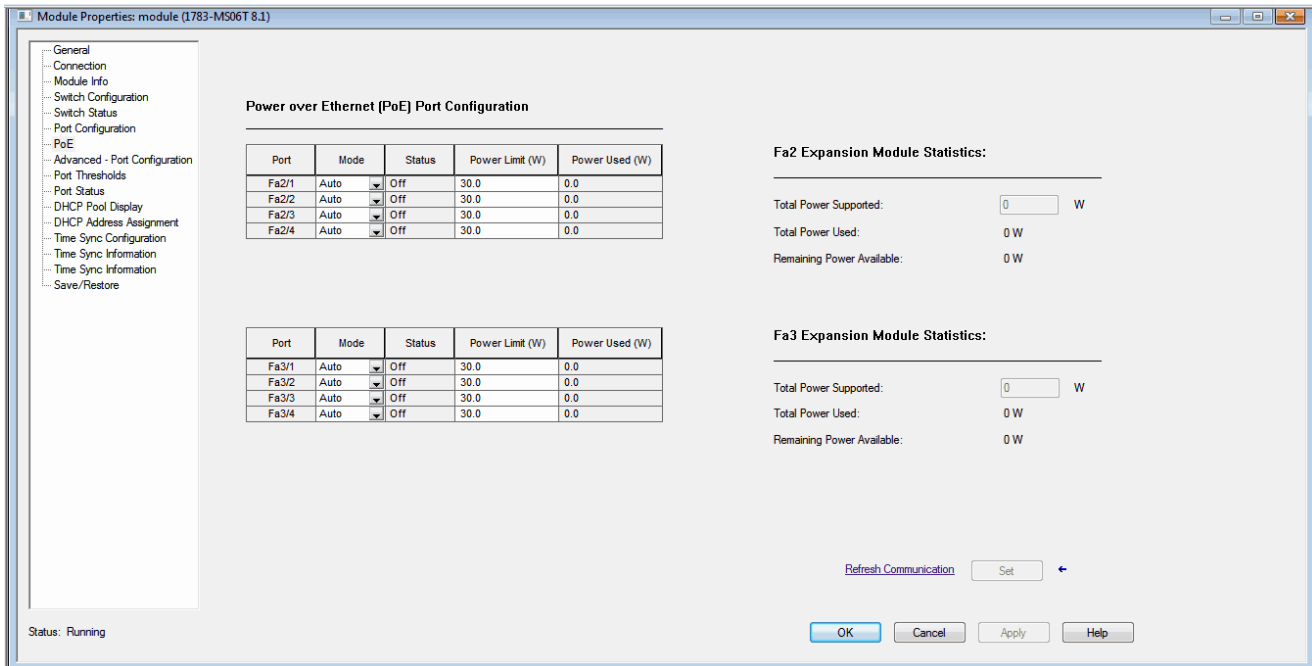 Module Properties: module (1783-MS06T 8.1)
General
Connection
Module Info
Switch Configuration
Switch Status
Port Configuration
PoE
Advanced - Port Configuration
Port Thresholds
Port Status
DHCP Pool Display
DHCP Address Assignment
Time Sync Configuration
Time Sync Information
Time Sync Information
Save/Restore
Power over Ethernet (PoE) Port Configuration
Port Mode Status Power Limit (W) Power Used (W)
Fa2/1 Auto Off 30.0 0.0
Fa2/2 Auto Off 30.0 0.0
Fa2/3 Auto Off 30.0 0.0
Fa2/4 Auto Off 30.0 0.0
Fa2 Expansion Module Statistics:
Total Power Supported: 0 W
Total Power Used: 0 W
Remaining Power Available: 0 W
Port Mode Status Power Limit (W) Power Used (W)
Fa3/1 Auto Off 30.0 0.0
Fa3/2 Auto Off 30.0 0.0
Fa3/3 Auto Off 30.0 0.0
Fa3/4 Auto Off 30.0 0.0
Fa3 Expansion Module Statistics:
Total Power Supported: 0 W
Total Power Used: 0 W
Remaining Power Available: 0 W
Refresh Communication Set
Status: Running
OK Cancel Apply Help